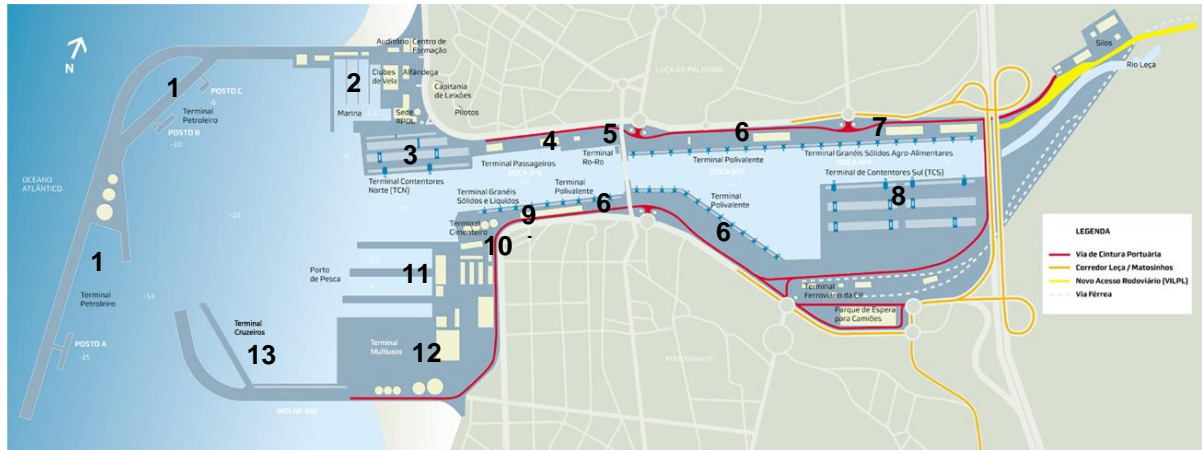 N
OCEANO
ATLÂNTICO
1
POSTO C
-6
Terminal
Petroleiro
POSTO B
-10
1
Terminal
Petroleiro
POSTO A
-15
-10
-14
2
Marina
Auditório
Centro de
Formação
Clubes
de Vela
Alfândega
Capitania
de Leixões
Sede
APDL
Pilotos
3
Terminal Contentores
Norte (TCN)
4
Terminal Passageiros
DOCA Nº1
5
Terminal
Ro-Ro
LEÇA DA PALMEIRA
6
Terminal Polivalente
DOCA Nº2
7
Terminal Granéis Sólidos Agro-Alimentares
DOCA Nº4
Terminal de Contentores Sul (TCS)
8
Silos
Rio Leça
Terminal Granéis
Sólidos e Líquidos
9
-
Terminal
Polivalente
6
Terminal
Polivalente
6
Terminal
Cimenteiro
10
Porto
de Pesca
11
Terminal
Multiusos
12
Terminal
Cruzeiros
13
MOLHE SUL
MATOSINHOS
Terminal
Ferroviário da CP
Parque de Espera
para Camiões
LEGENDA
Via de Cintura Portuária
Corredor Leça / Matosinhos
Novo Acesso Rodoviário (VILPL)
Via Férrea